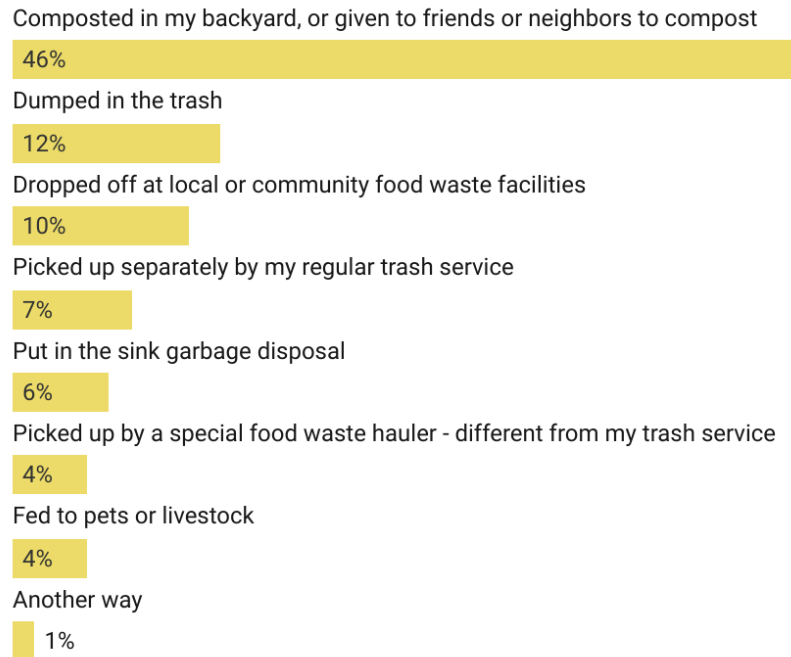 Composted in my backyard, or given to friends or neighbors to compost
46%
Dumped in the trash
12%
Dropped off at local or community food waste facilities
10%
Picked up separately by my regular trash service
7%
Put in the sink garbage disposal
6%
Picked up by a special food waste hauler - different from my trash service
4%
Fed to pets or livestock
4%
Another way
1%